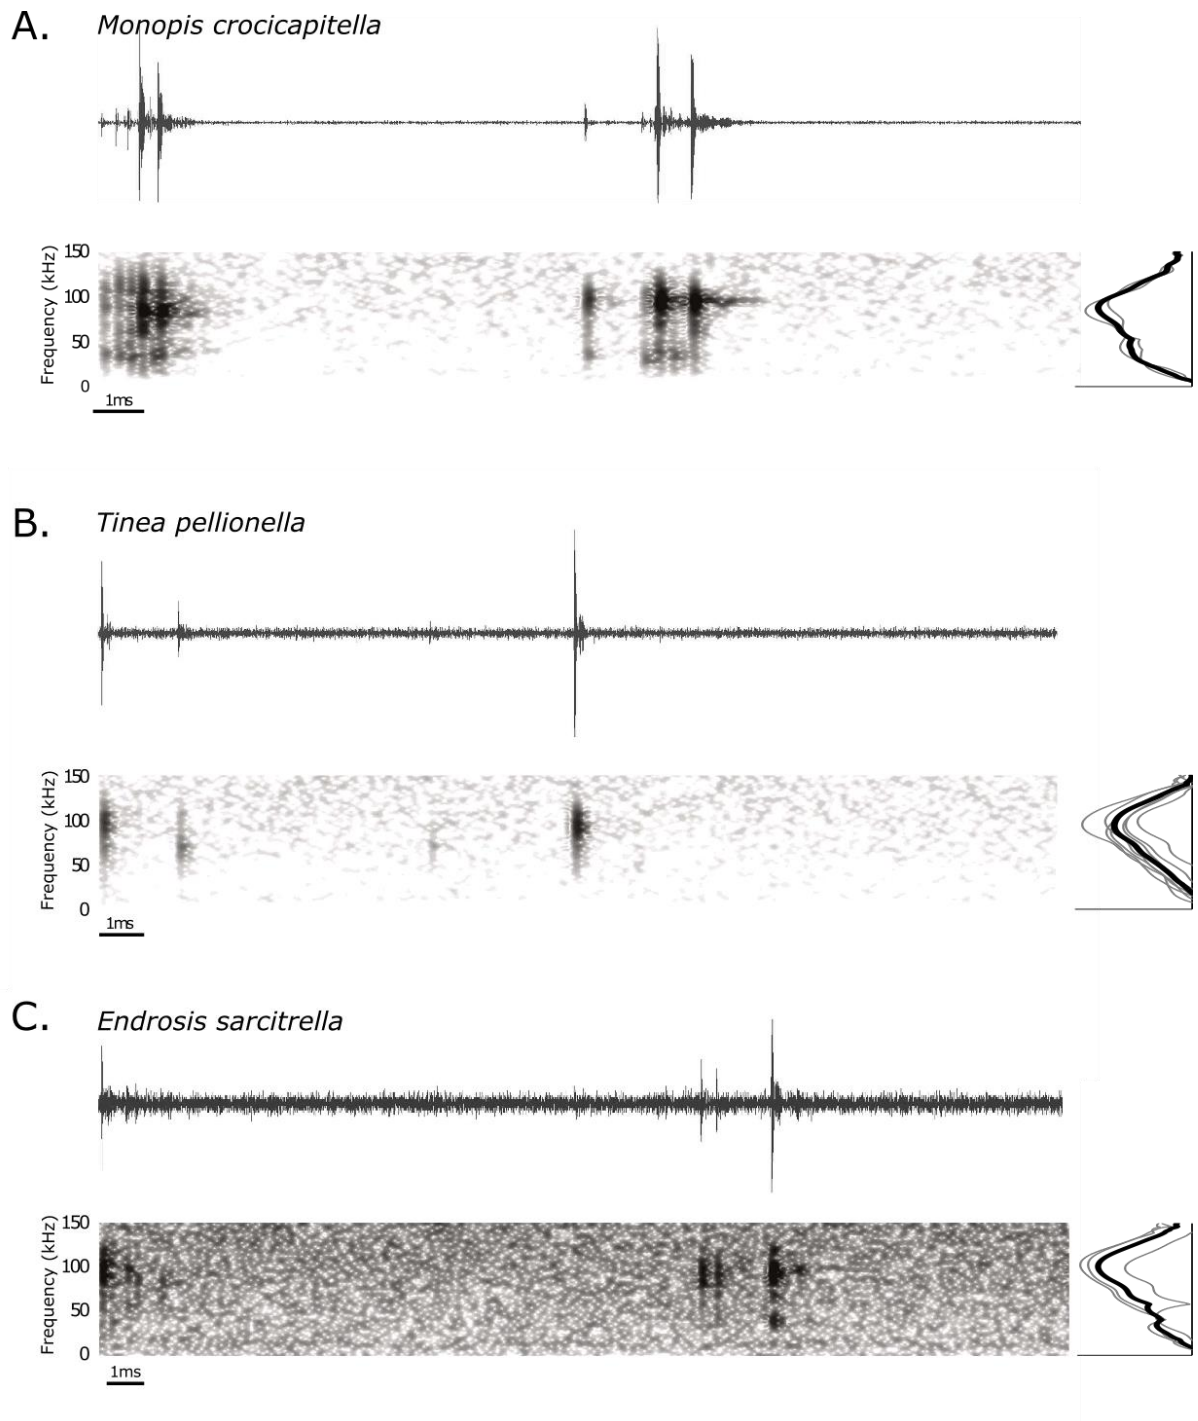 A. Monopis crocicapitella
Frequency (kHz)
150
100
50
0
1ms
B. Tinea pellionella
Frequency (kHz)
150
100
50
0
1ms
C. Endrosis sarcitrella
Frequency (kHz)
150
100
50
0
1ms